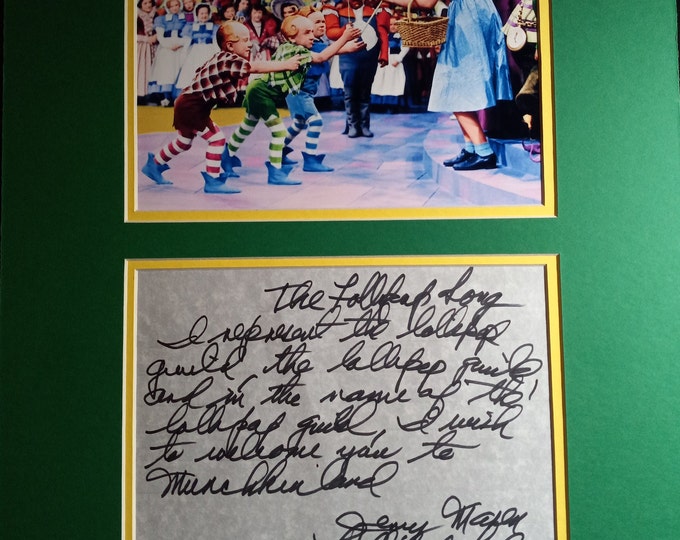 The Lollipop Song
I represent the lollipop
guild, the lollipop guild
and in the name of "the"
lollipop guild, I wish
to welcome you to
Munchkin land
Jerry Maren